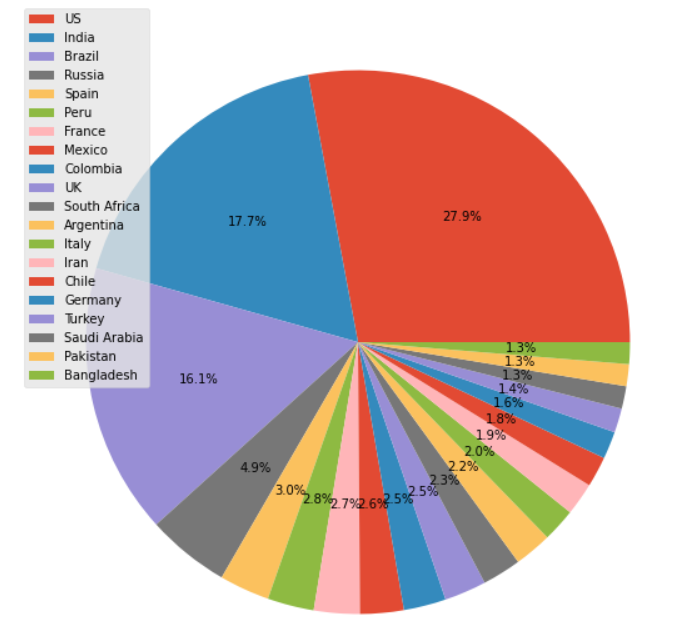 US
India
Brazil
Russia
Spain
Peru
France
Mexico
Colombia
UK
South Africa
Argentina
Italy
Iran
Chile
Germany
Turkey
Saudi Arabia
Pakistan
Bangladesh
27.9%
17.7%
16.1%
4.9%
3.0%
2.8%
2.7%
2.6%
2.5%
2.5%
2.3%
2.2%
2.0%
1.9%
1.8%
1.6%
1.4%
1.3%
1.3%
1.3%